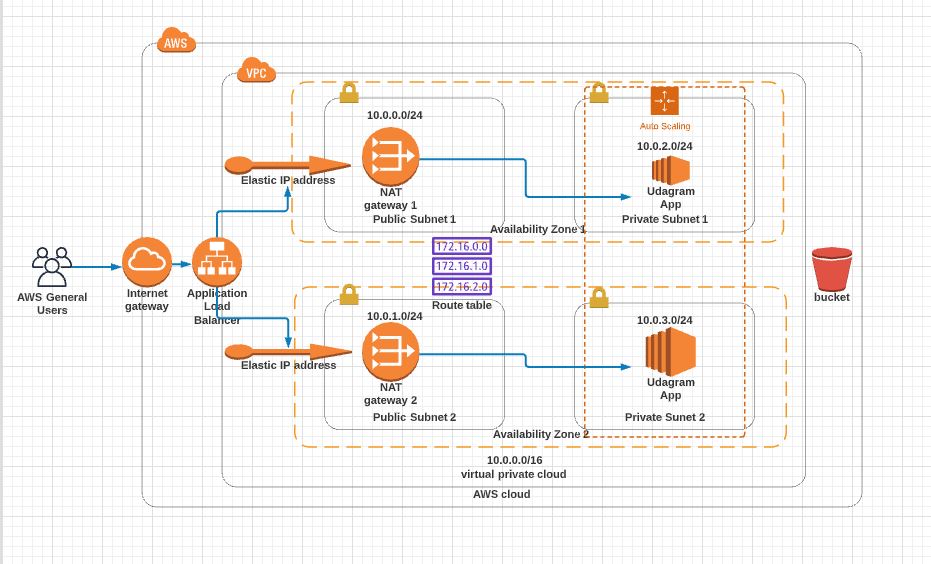 AWS
VPC
10.0.0.0/24
Auto Scaling
10.0.2.0/24
Elastic IP address
NAT
gateway 1
Public Subnet 1
Udagram
App
Private Subnet 1
Availability Zone 1
172.16.0.0
172.16.1.0
172.16.2.0
Route table
AWS General
Users
Internet
gateway
Application
Load
Balancer
bucket
10.0.1.0/24
10.0.3.0/24
Elastic IP address
NAT
gateway 2
Public Subnet 2
Udagram
App
Private Sunet 2
Availability Zone 2
10.0.0.0/16
virtual private cloud
AWS cloud